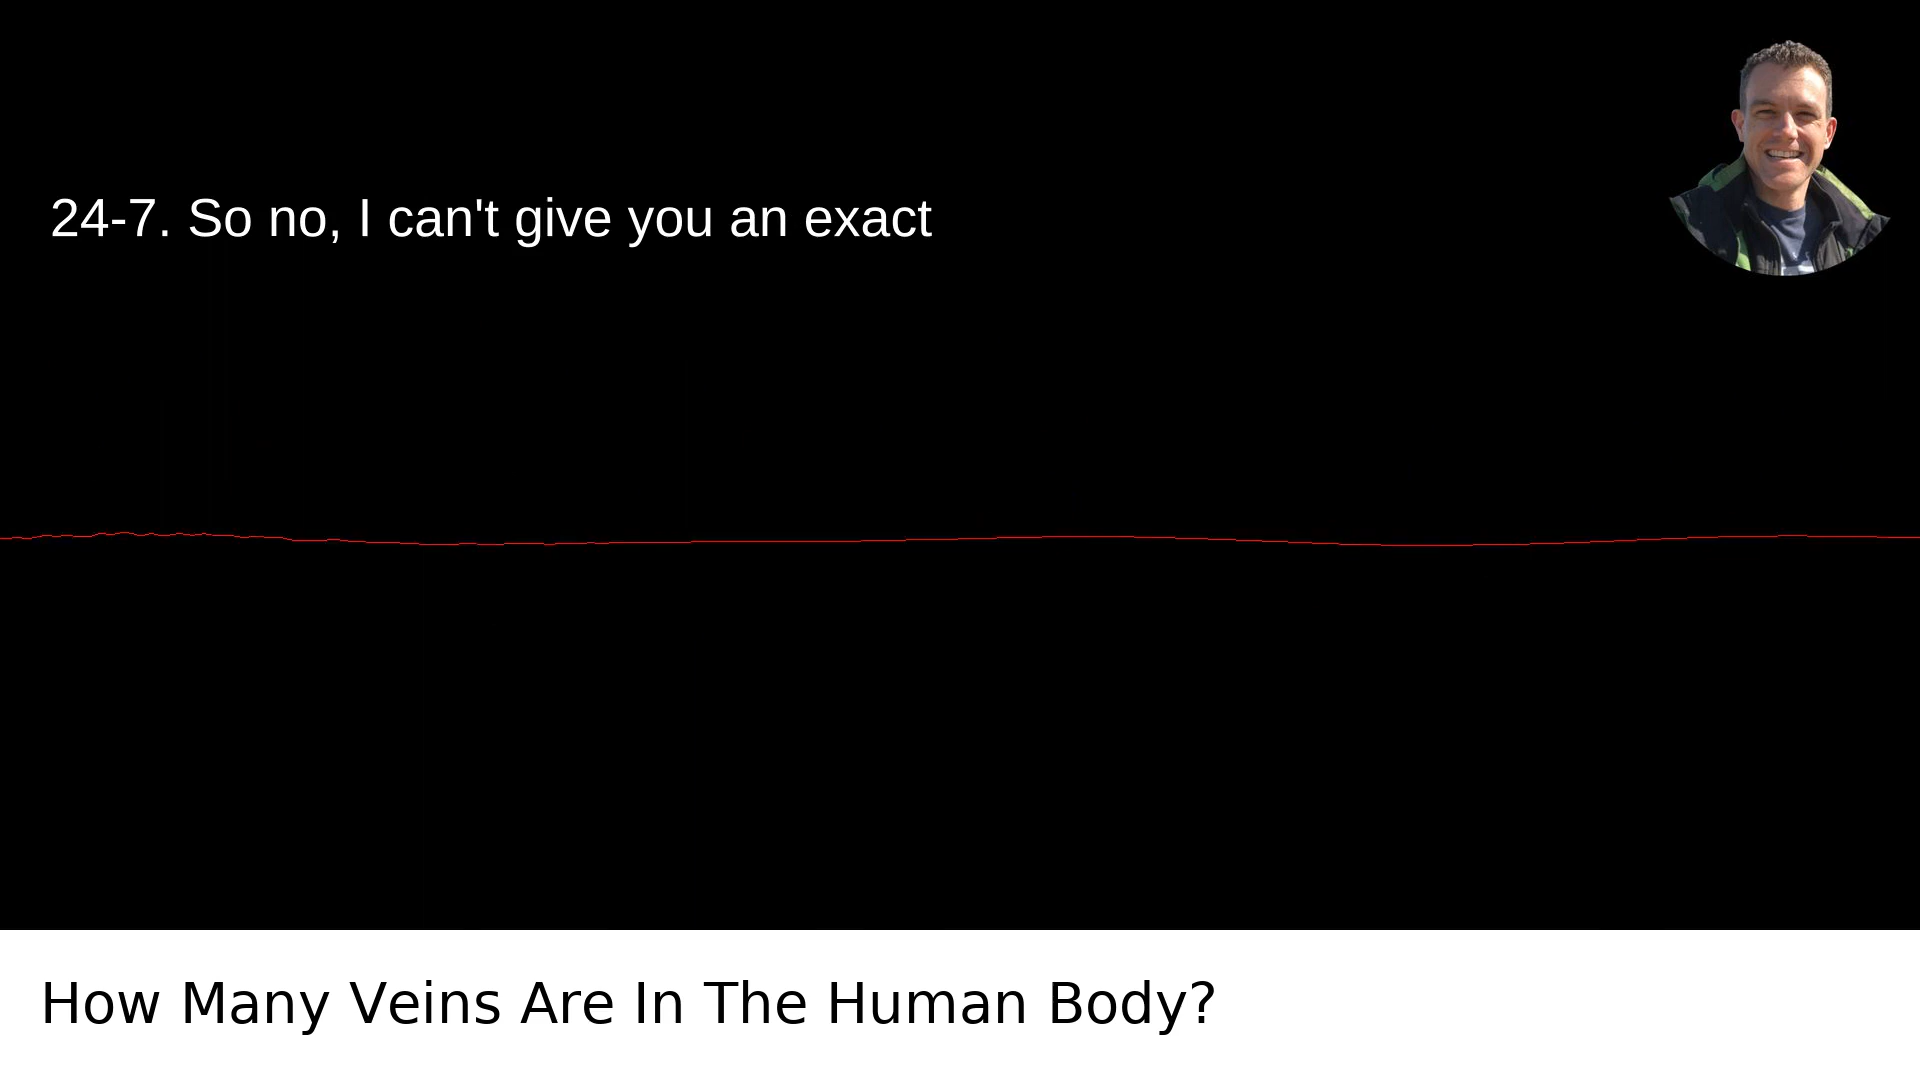 24-7. So no, I can't give you an exact
How Many Veins Are In The Human Body?